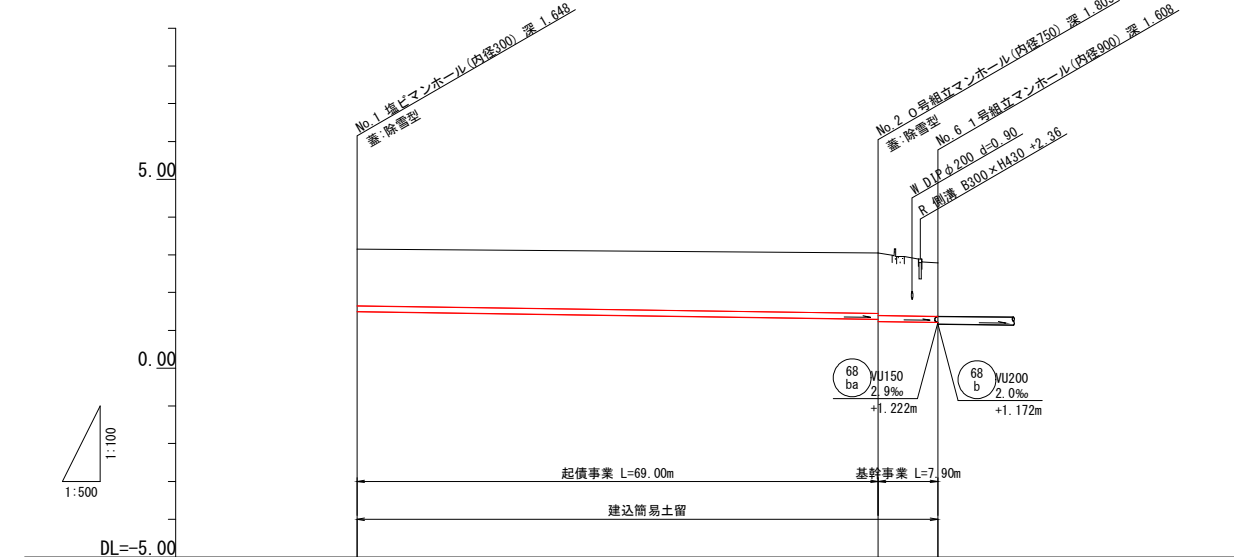 No.1 塩ビマンホール(内径300) 深 1.648
蓋:除雪型
No.2 0号組立マンホール(内径750) 深 1.803
蓋:除雪型
No.6 1号組立マンホール(内径900) 深 1.608
W DIPφ200 d=0.90
R 側溝 B300×H430 +2.36
5.00
0.00
DL=-5.00
1:100
1:500
68
ba
VU150
2.9‰
+1.222m
68
b
VU200
2.0‰
+1.172m
起債事業 L=69.00m
基幹事業 L=7.90m
建込簡易土留